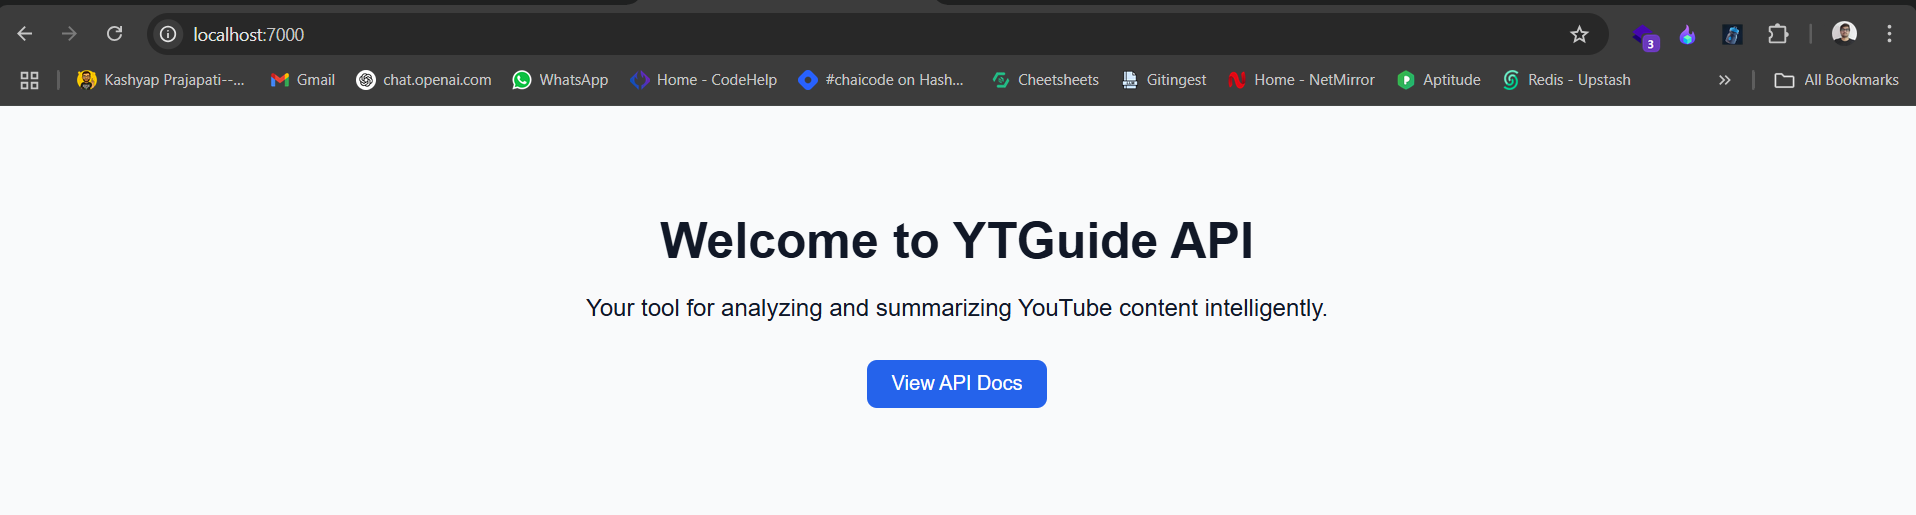 localhost:7000
3
Kashyap Prajapati--... Gmail chat.openai.com WhatsApp Home - CodeHelp #chaicode on Hash... Cheetsheets Gitingest Home - NetMirror Aptitude Redis - Upstash » All Bookmarks
Welcome to YTGuide API
Your tool for analyzing and summarizing YouTube content intelligently.
View API Docs